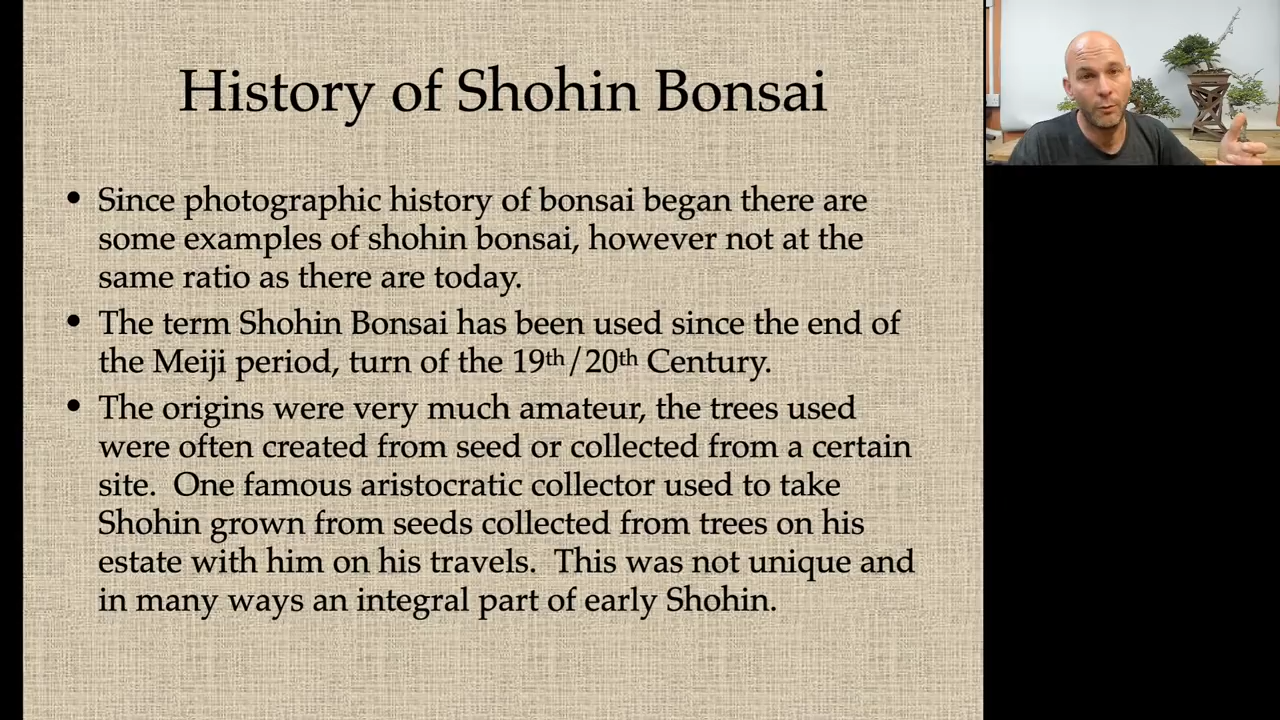 History of Shohin Bonsai
• Since photographic history of bonsai began there are
some examples of shohin bonsai, however not at the
same ratio as there are today.
• The term Shohin Bonsai has been used since the end of
the Meiji period, turn of the 19th/20th Century.
• The origins were very much amateur, the trees used
were often created from seed or collected from a certain
site.  One famous aristocratic collector used to take
Shohin grown from seeds collected from trees on his
estate with him on his travels.  This was not unique and
in many ways an integral part of early Shohin.